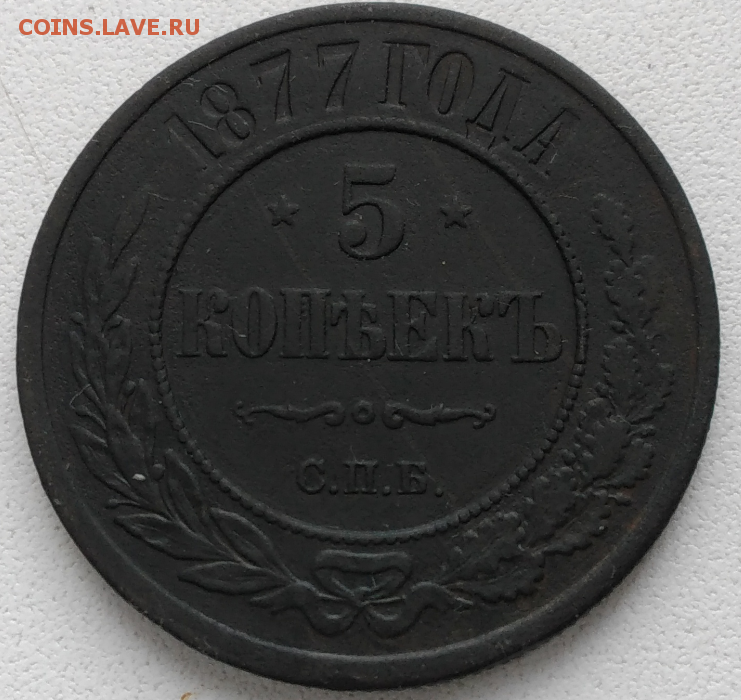 COINS.LAVE.RU
1877 ГОДА
5
КОПѢЕКЪ
С.П.Б.